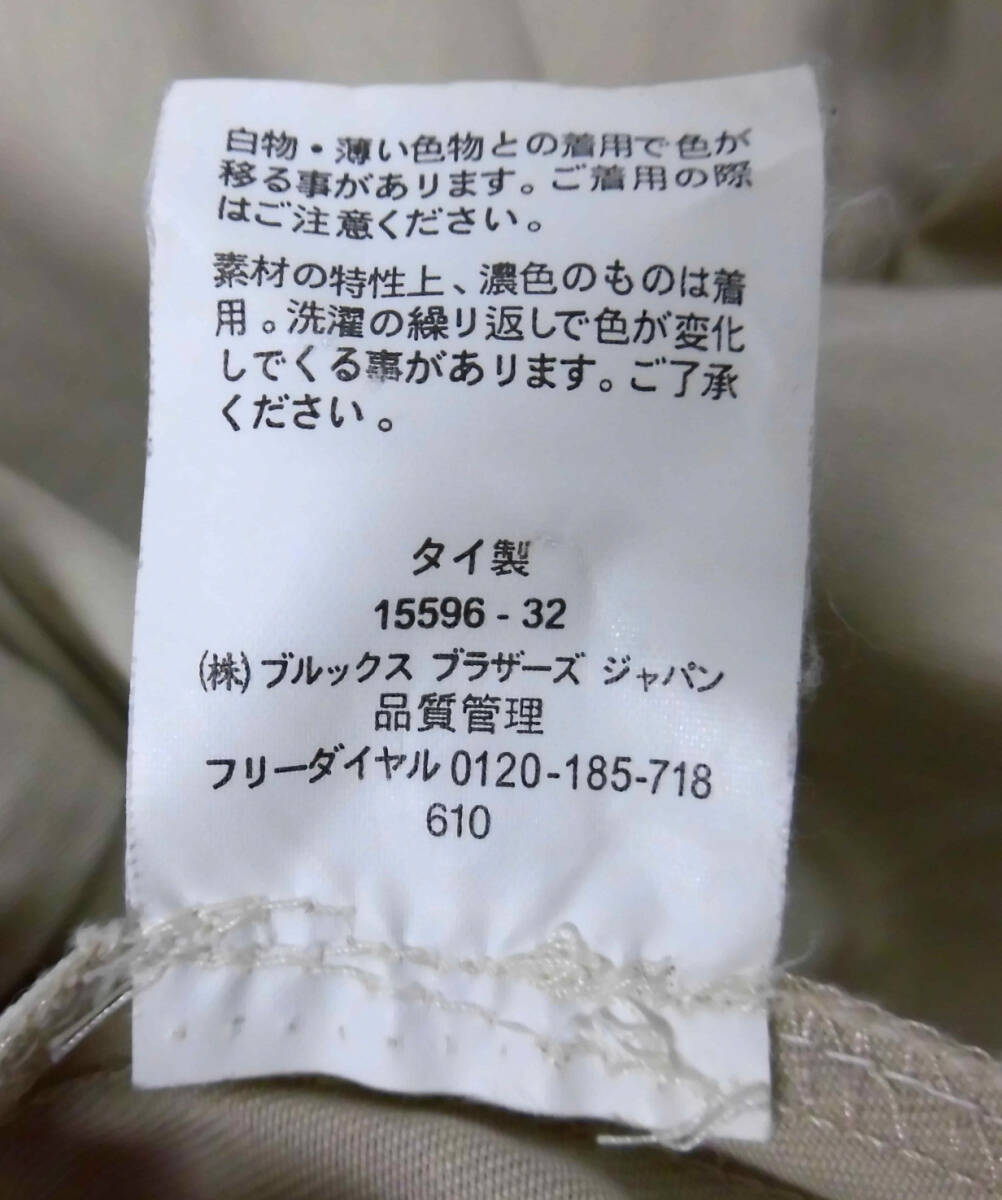 白物・薄い色物との着用で色が
移る事があります。ご着用の際
はご注意ください。
素材の特性上、濃色のものは着
用。洗濯の繰り返しで色が変化
してくる事があります。ご了承
ください。
タイ製
15596 - 32
(株)ブルックス ブラザーズ ジャパン
品質管理
フリーダイヤル 0120-185-718
610